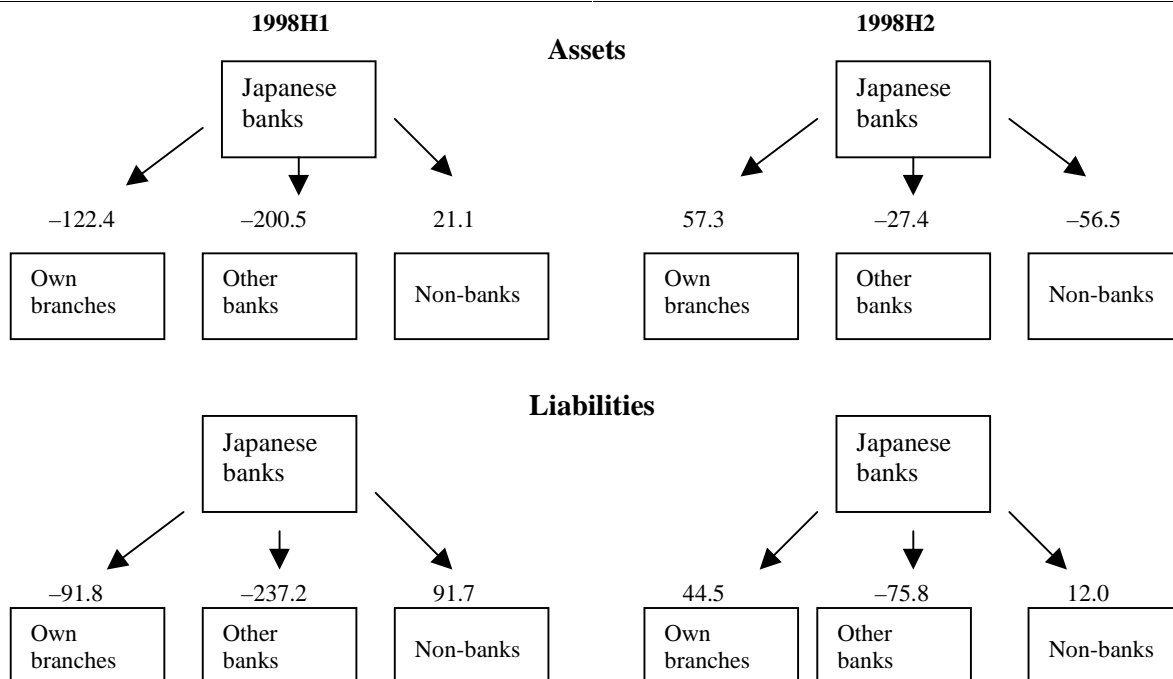 1998H1
1998H2
Assets
Japanese
banks
Japanese
banks
–122.4
–200.5
21.1
57.3
–27.4
–56.5
Own
branches
Other
banks
Non-banks
Own
branches
Other
banks
Non-banks
Liabilities
Japanese
banks
Japanese
banks
–91.8
–237.2
91.7
44.5
–75.8
12.0
Own
branches
Other
banks
Non-banks
Own
branches
Other
banks
Non-banks